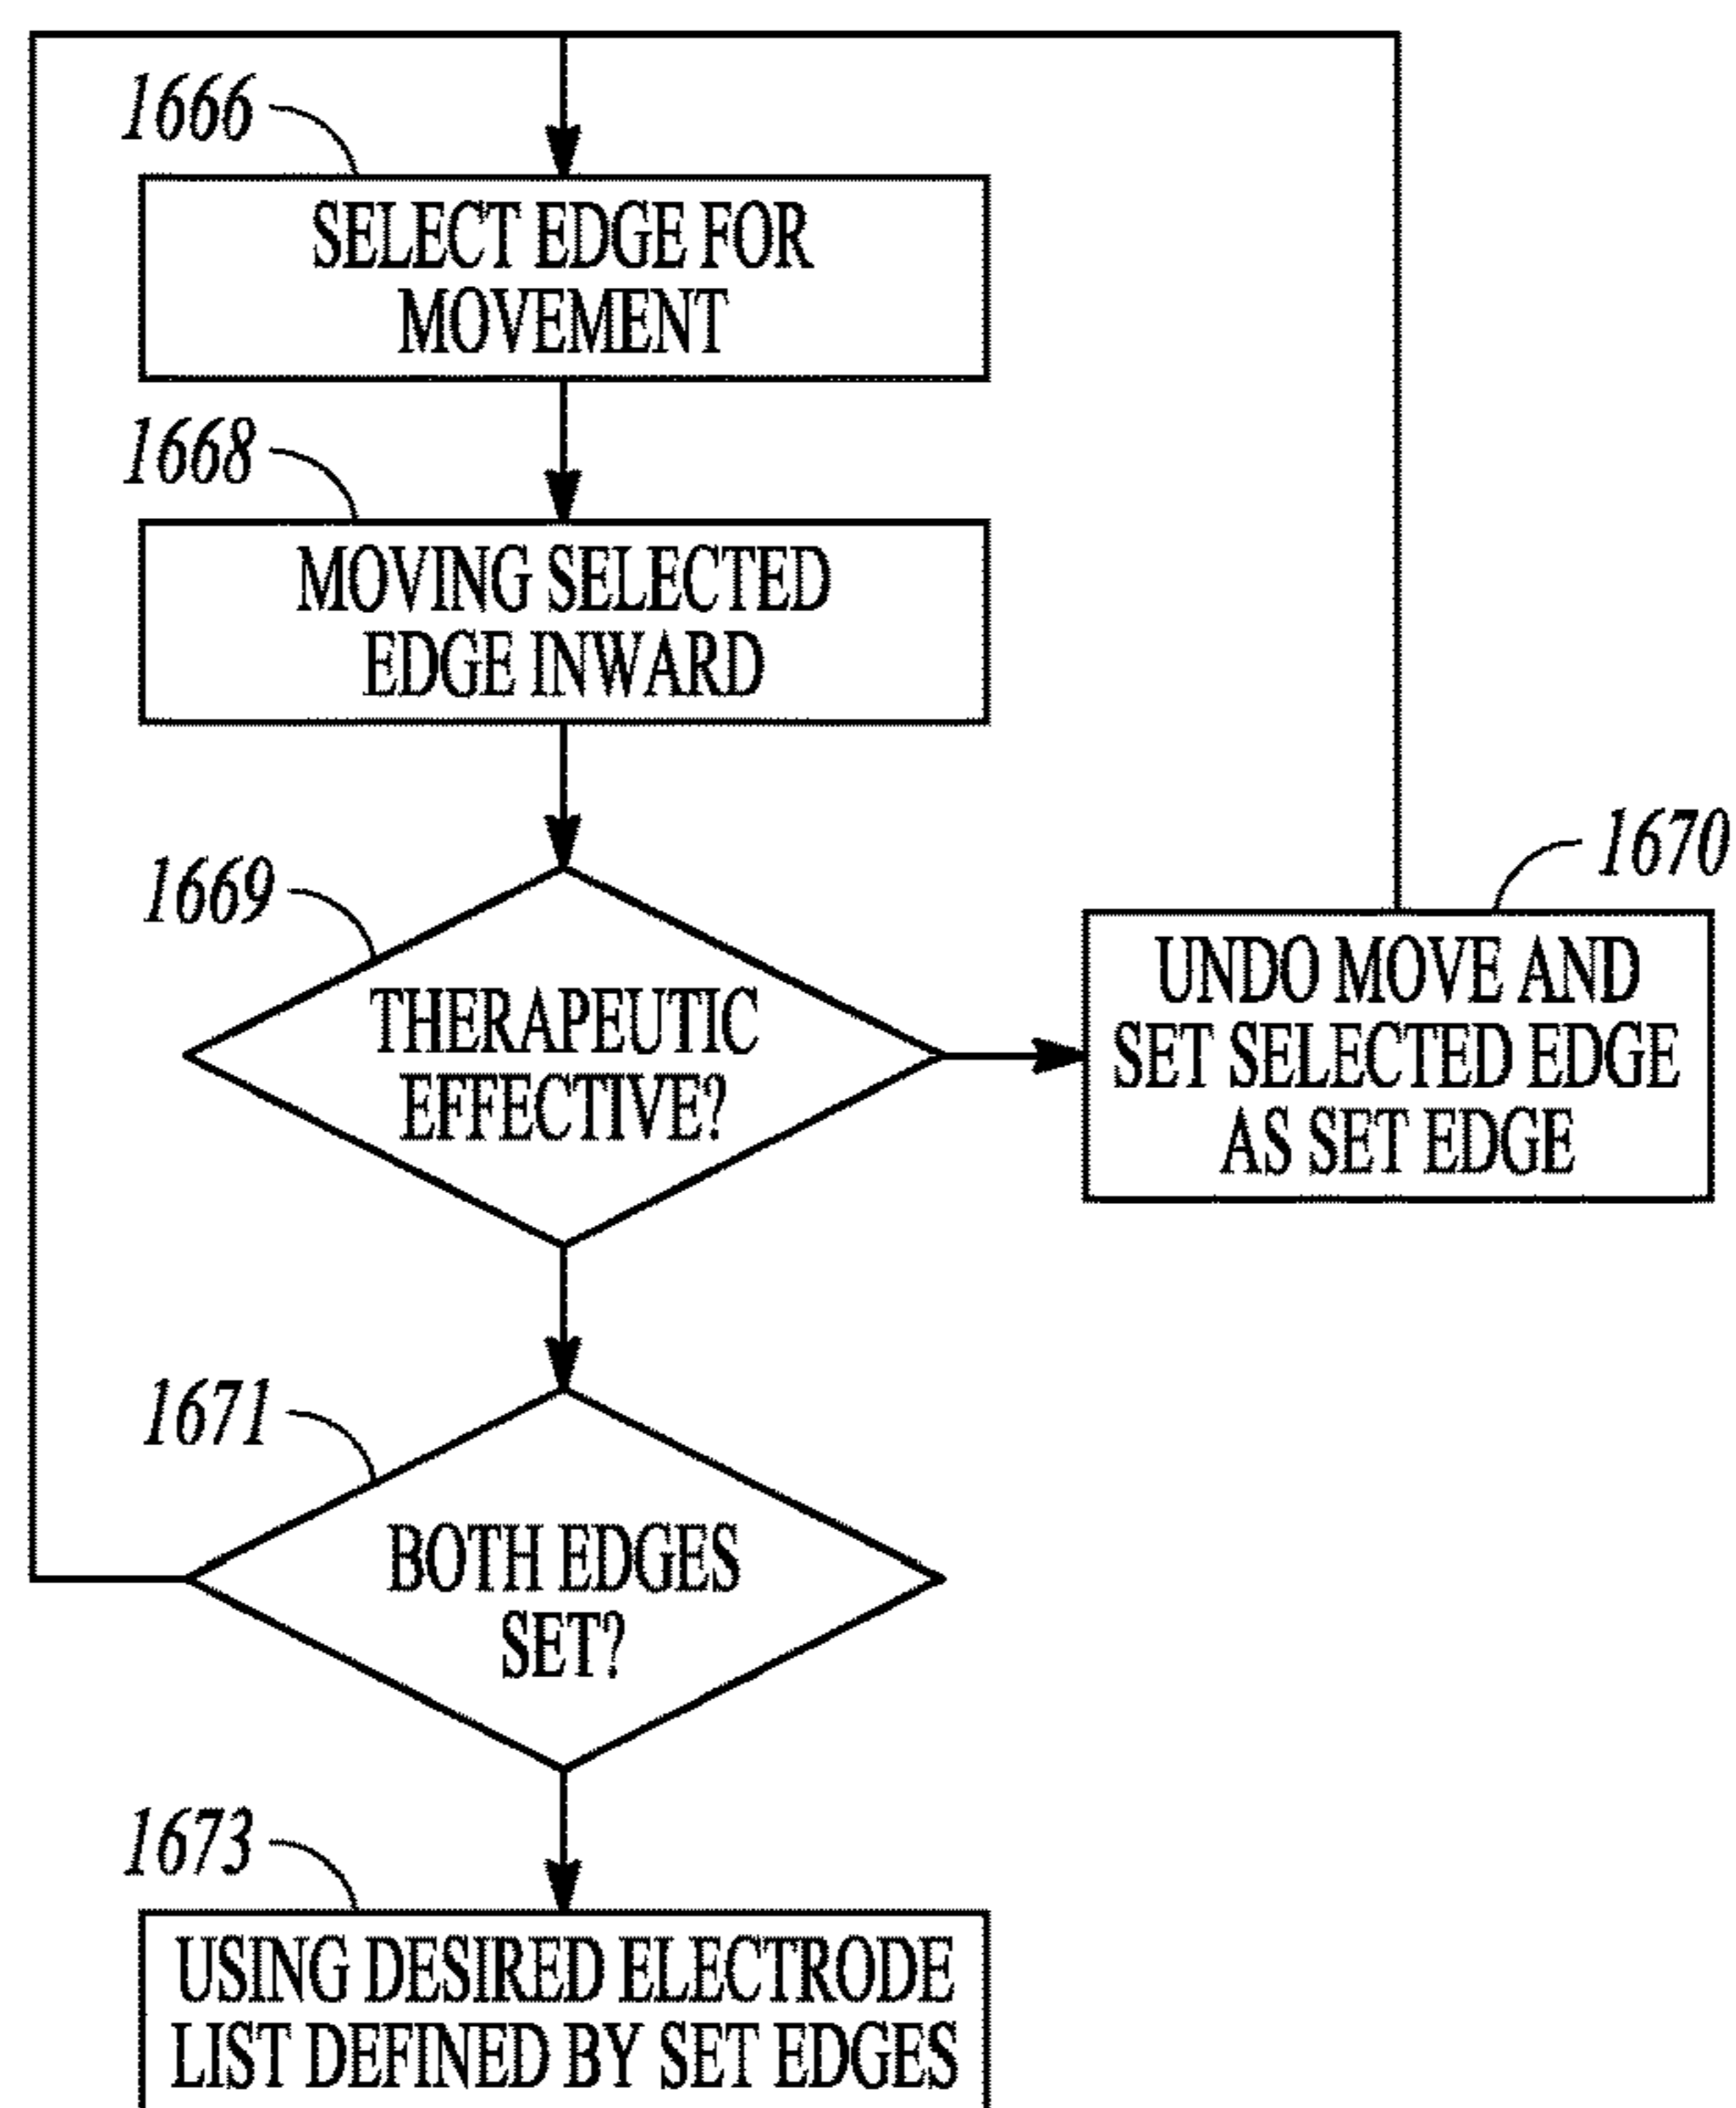 1666
SELECT EDGE FOR
MOVEMENT
1668
MOVING SELECTED
EDGE INWARD
1669
THERAPEUTIC
EFFECTIVE?
1670
UNDO MOVE AND
SET SELECTED EDGE
AS SET EDGE
1671
BOTH EDGES
SET?
1673
USING DESIRED ELECTRODE
LIST DEFINED BY SET EDGES